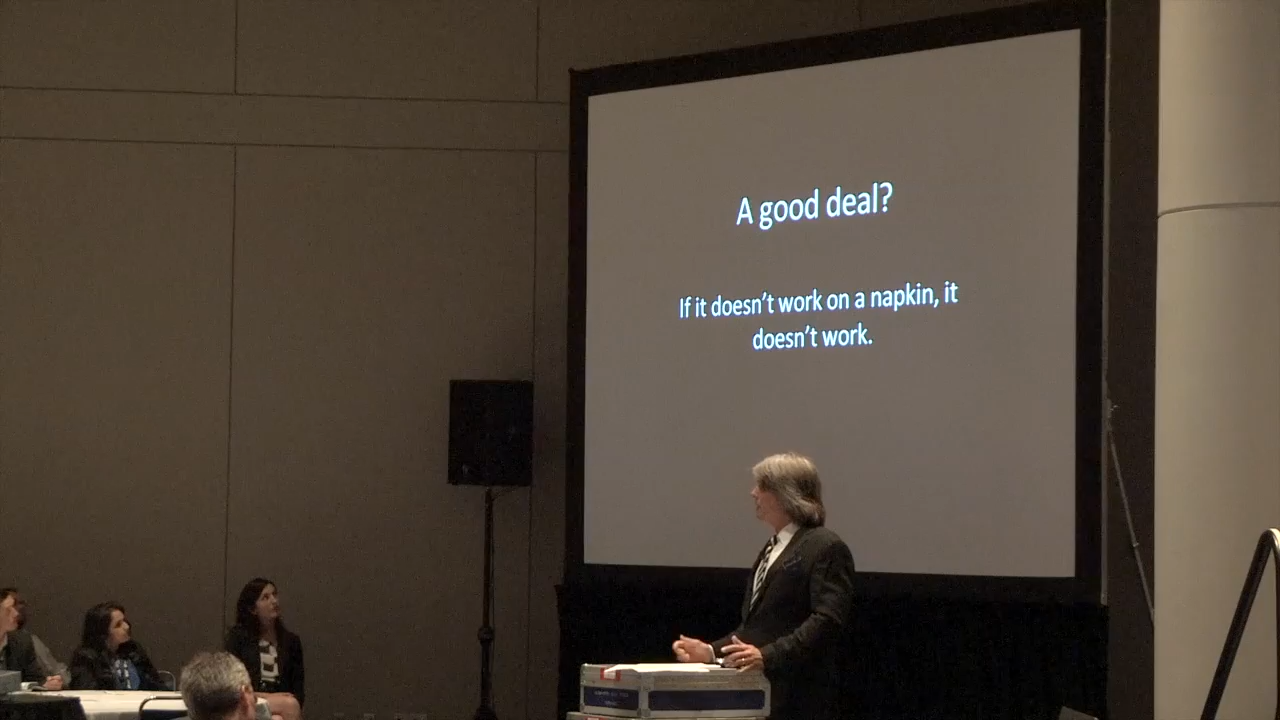 A good deal?
If it doesn't work on a napkin, it
doesn't work.